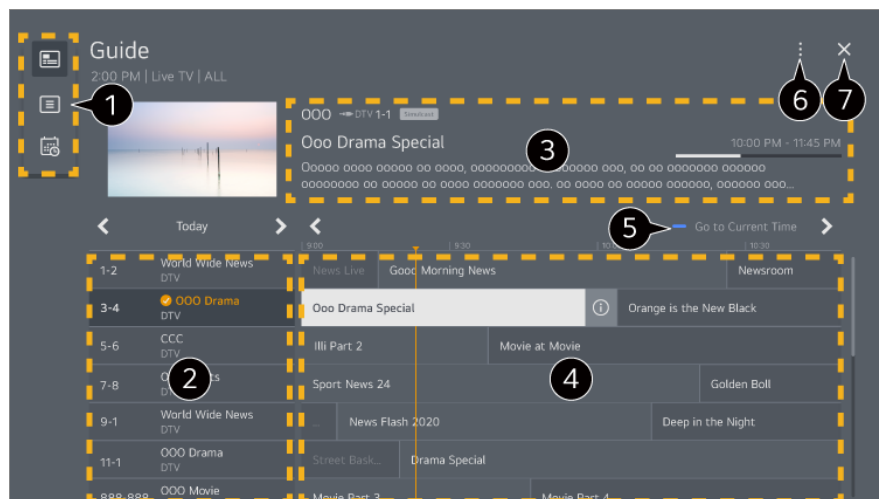 Guide
2:00 PM | Live TV | ALL
1
OOO DTV 1-1 Simulcast
Ooo Drama Special
3
10:00 PM - 11:45 PM
6
7
Today
5
Go to Current Time
9:00
9:30
10:30
1-2 World Wide News
DTV
News Live
Good Morning News
Newsroom
3-4 OOO Drama
DTV
Ooo Drama Special
Orange is the New Black
5-6 CCC
DTV
Illi Part 2
Movie at Movie
7-8
2
Sport News 24
4
Golden Boll
9-1 World Wide News
DTV
...
News Flash 2020
Deep in the Night
11-1 OOO Drama
DTV
Street Bask...
Drama Special
888-888 OOO Movie
Movie Part 3
Movie Part 4